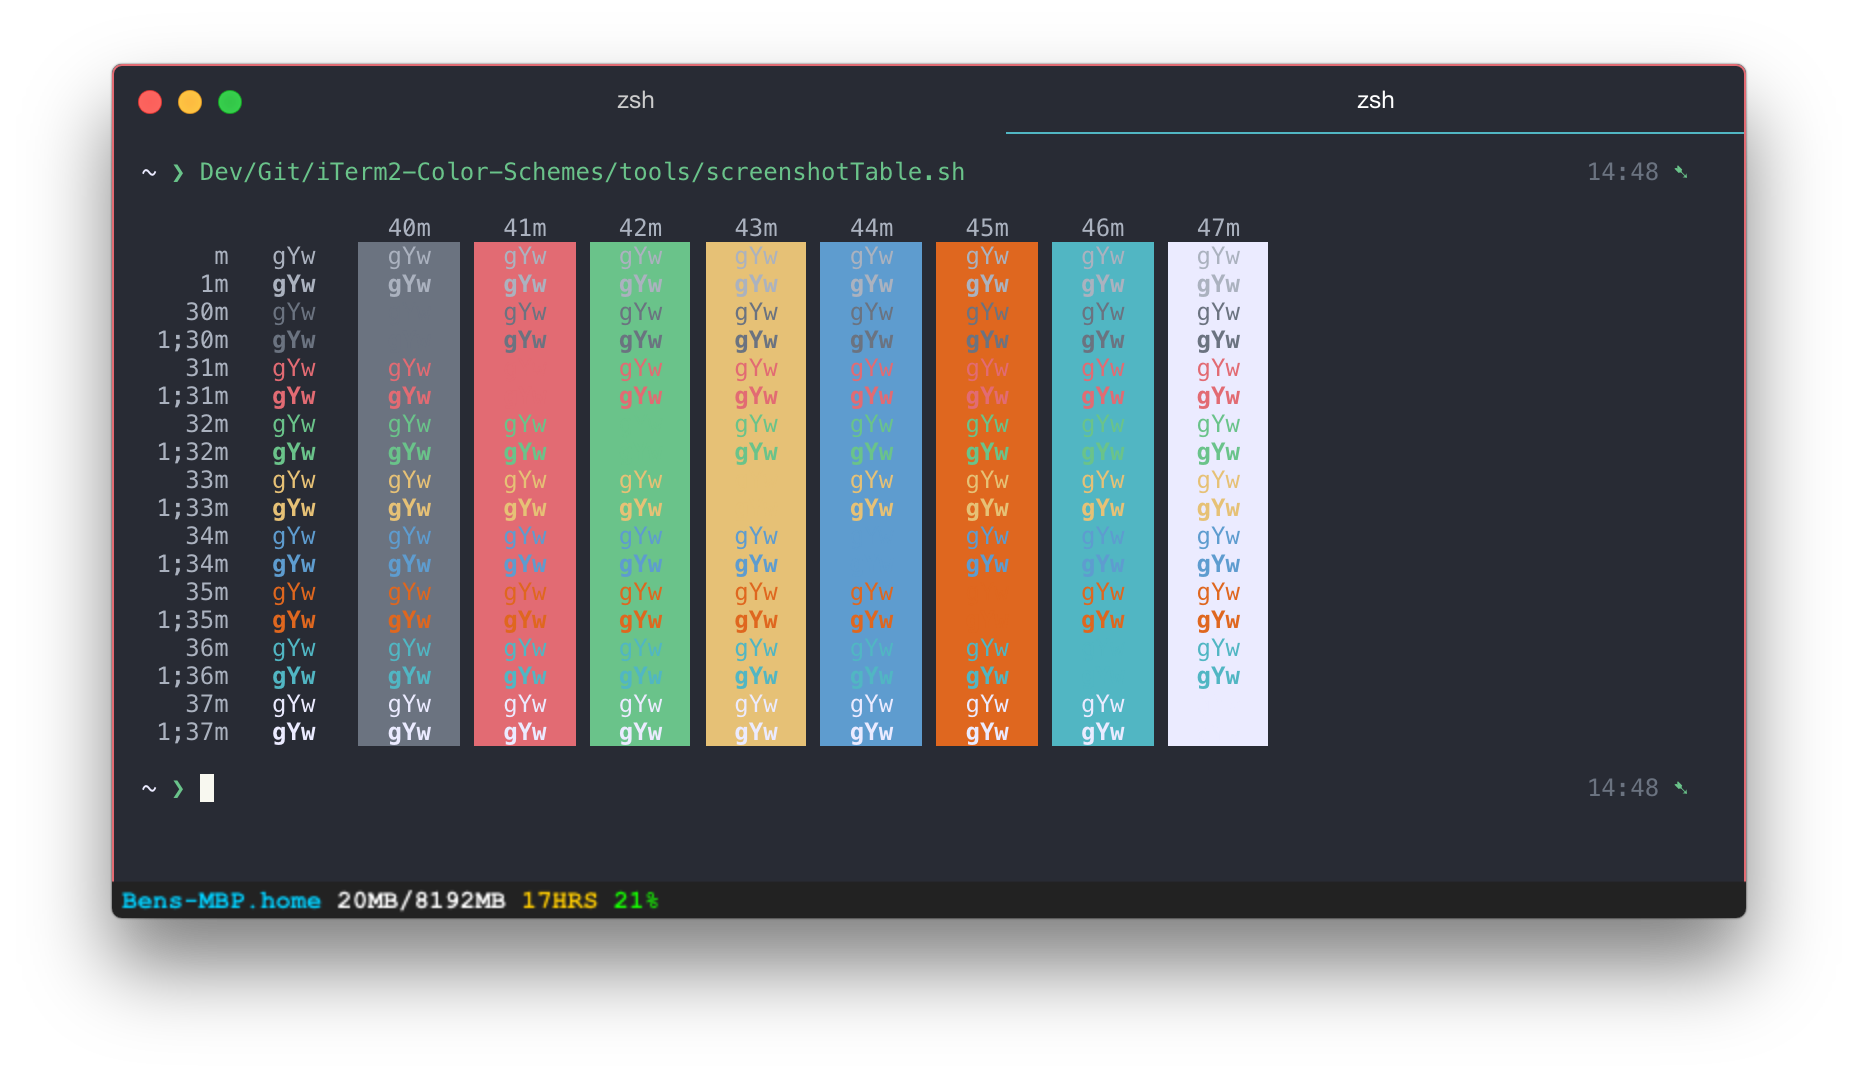 zsh zsh
~ ❯ Dev/Git/iTerm2-Color-Schemes/tools/screenshotTable.sh 14:48 ➷
40m 41m 42m 43m 44m 45m 46m 47m
m gYw gYw gYw gYw gYw gYw gYw gYw gYw
1m gYw gYw gYw gYw gYw gYw gYw gYw gYw
30m gYw gYw gYw gYw gYw gYw gYw gYw
1;30m gYw gYw gYw gYw gYw gYw gYw gYw
31m gYw gYw gYw gYw gYw gYw gYw gYw
1;31m gYw gYw gYw gYw gYw gYw gYw gYw
32m gYw gYw gYw gYw gYw gYw gYw gYw
1;32m gYw gYw gYw gYw gYw gYw gYw gYw
33m gYw gYw gYw gYw gYw gYw gYw gYw
1;33m gYw gYw gYw gYw gYw gYw gYw gYw
34m gYw gYw gYw gYw gYw gYw gYw gYw
1;34m gYw gYw gYw gYw gYw gYw gYw gYw
35m gYw gYw gYw gYw gYw gYw gYw gYw
1;35m gYw gYw gYw gYw gYw gYw gYw gYw
36m gYw gYw gYw gYw gYw gYw gYw gYw
1;36m gYw gYw gYw gYw gYw gYw gYw gYw
37m gYw gYw gYw gYw gYw gYw gYw gYw
1;37m gYw gYw gYw gYw gYw gYw gYw gYw
~ ❯ 14:48 ➷
Bens-MBP.home 20MB/8192MB 17HRS 21%